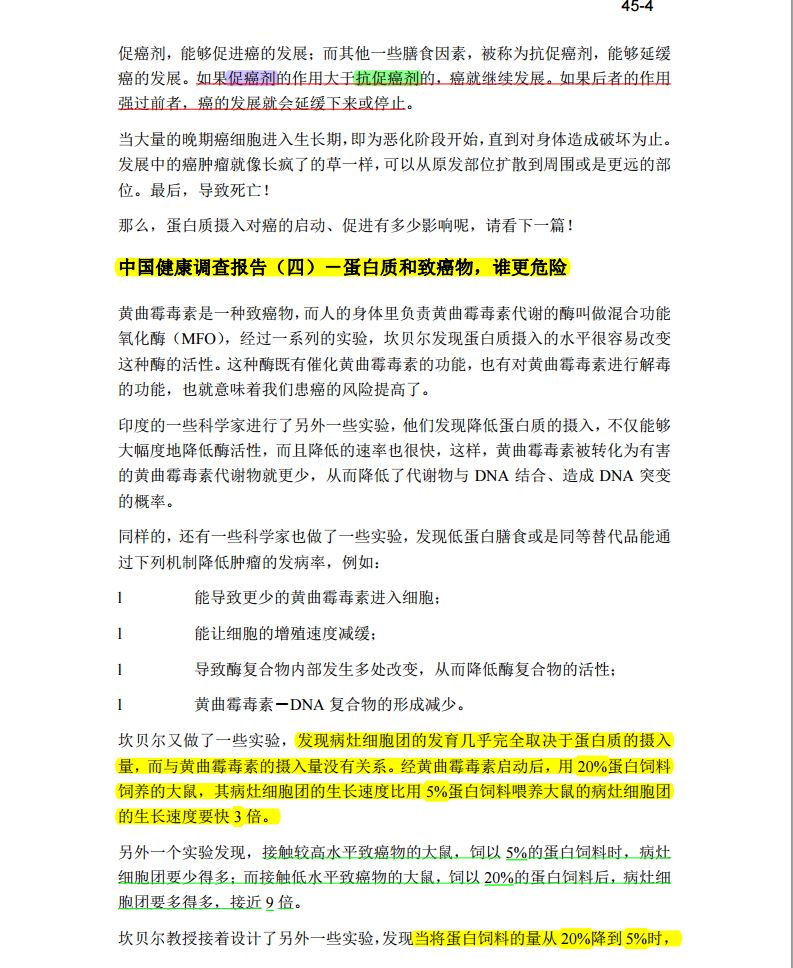 45-4
促癌剂，能够促进癌的发展；而其他一些膳食因素，被称为抗促癌剂，能够延缓
癌的发展。如果促癌剂的作用大于抗促癌剂的，癌就继续发展。如果后者的作用
强过前者，癌的发展就会延缓下来或停止。
当大量的晚期癌细胞进入生长期，即为恶化阶段开始，直到对身体造成破坏为止。
发展中的癌肿瘤就像长疯了的草一样，可以从原发部位扩散到周围或是更远的部
位。最后，导致死亡！
那么，蛋白质摄入对癌的启动、促进有多少影响呢，请看下一篇！
中国健康调查报告（四）－蛋白质和致癌物，谁更危险
黄曲霉毒素是一种致癌物，而人的身体里负责黄曲霉毒素代谢的酶叫做混合功能
氧化酶（MFO），经过一系列的实验，坎贝尔发现蛋白质摄入的水平很容易改变
这种酶的活性。这种酶既有催化黄曲霉毒素的功能，也有对黄曲霉毒素进行解毒
的功能，也就意味着我们患癌的风险提高了。
印度的一些科学家进行了另外一些实验，他们发现降低蛋白质的摄入，不仅能够
大幅度地降低酶活性，而且降低的速率也很快，这样，黄曲霉毒素被转化为有害
的黄曲霉毒素代谢物就更少，从而降低了代谢物与 DNA 结合、造成 DNA 突变
的概率。
同样的，还有一些科学家也做了一些实验，发现低蛋白膳食或是同等替代品能通
过下列机制降低肿瘤的发病率，例如：
l 能导致更少的黄曲霉毒素进入细胞；
l 能让细胞的增殖速度减缓；
l 导致酶复合物内部发生多处改变，从而降低酶复合物的活性；
l 黄曲霉毒素－DNA 复合物的形成减少。
坎贝尔又做了一些实验，发现病灶细胞团的发育几乎完全取决于蛋白质的摄入
量，而与黄曲霉毒素的摄入量没有关系。经黄曲霉毒素启动后，用 20%蛋白饲料
饲养的大鼠，其病灶细胞团的生长速度比用 5%蛋白饲料喂养大鼠的病灶细胞团
的生长速度要快 3 倍。
另外一个实验发现，接触较高水平致癌物的大鼠，饲以 5%的蛋白饲料时，病灶
细胞团要少得多；而接触低水平致癌物的大鼠，饲以 20%的蛋白饲料后，病灶细
胞团要多得多，接近 9 倍。
坎贝尔教授接着设计了另外一些实验，发现当将蛋白饲料的量从 20%降到 5%时，